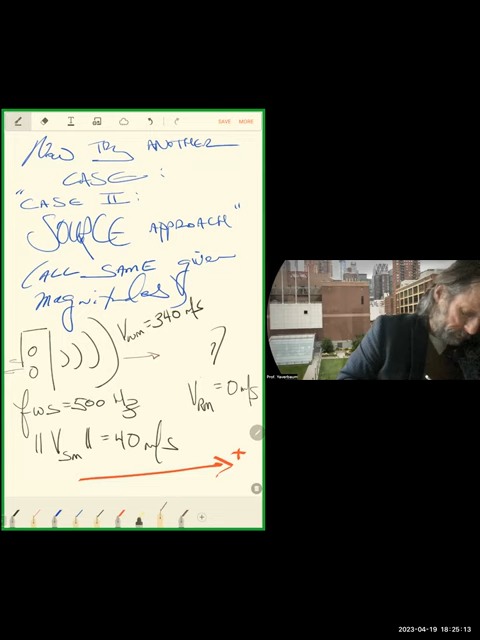 SAVE MORE
Now Try ANOTHER
CASE:
"CASE II:
SOURCE APPROACH"
(ALL SAME given
magnitudes)
V_wm = 340 m/s
f_ws = 500 Hz
V_Rm = 0 m/s
|| V_sm || = 40 m/s
+
Prof. Yaverbaum
2023-04-19 18:25:13